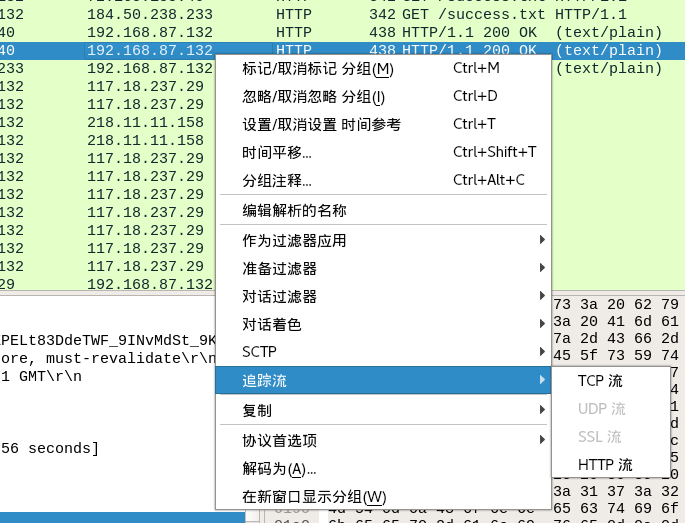 132 184.50.238.233 HTTP 342 GET /success.txt HTTP/1.1
40 192.168.87.132 HTTP 438 HTTP/1.1 200 OK (text/plain)
40 192.168.87.132 HTTP 438 HTTP/1.1 200 OK (text/plain)
233 192.168.87.132 (text/plain)
132 117.18.237.29
132 117.18.237.29
132 218.11.11.158
132 218.11.11.158
132 117.18.237.29
132 117.18.237.29
132 117.18.237.29
132 117.18.237.29
132 117.18.237.29
132 117.18.237.29
132 117.18.237.29
29 192.168.87.132
标记/取消标记 分组(M) Ctrl+M
忽略/取消忽略 分组(I) Ctrl+D
设置/取消设置 时间参考 Ctrl+T
时间平移... Ctrl+Shift+T
分组注释... Ctrl+Alt+C
编辑解析的名称
作为过滤器应用
准备过滤器
对话过滤器
对话着色
SCTP
追踪流
复制
协议首选项
解码为(A)...
在新窗口显示分组(W)
TCP 流
UDP 流
SSL 流
HTTP 流
PELt83DdeTWF_9INvMdSt_9K
ore, must-revalidate\r\n
1 GMT\r\n
56 seconds]
73 3a 20 62 79
3a 20 41 6d 61
7a 2d 43 66 2d
45 5f 73 59 74
3a 31 37 3a 32
65 63 74 69 6f